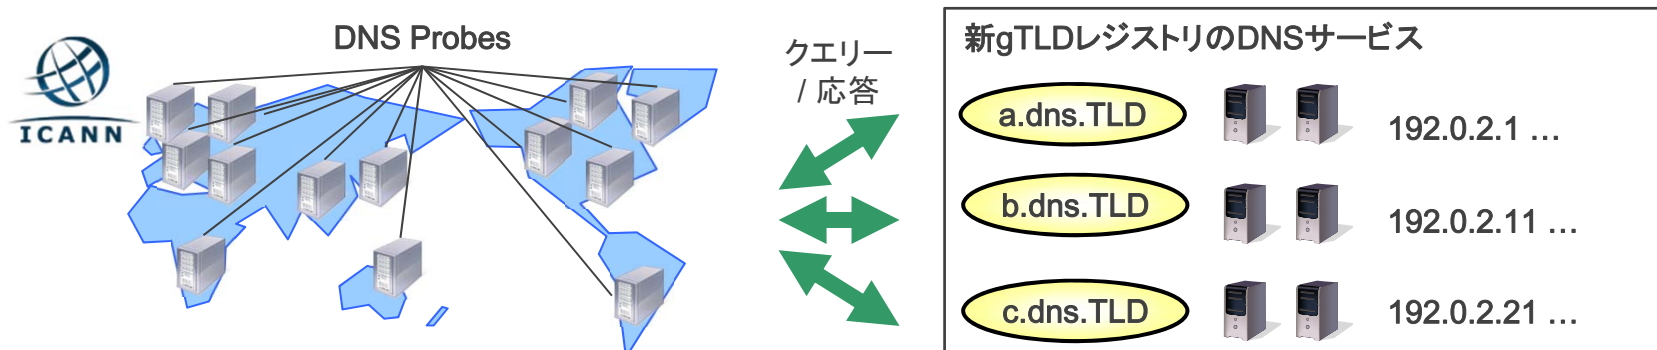 DNS Probes
ICANN
クエリー
/ 応答
新gTLDレジストリのDNSサービス
a.dns.TLD
192.0.2.1 …
b.dns.TLD
192.0.2.11 …
c.dns.TLD
192.0.2.21 …